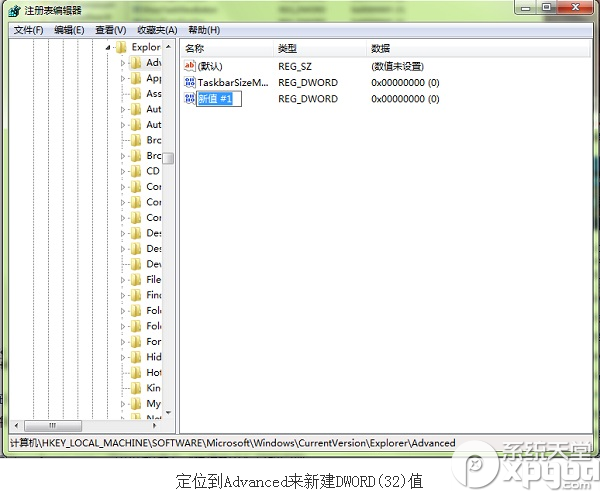 注册表编辑器
文件(F) 编辑(E) 查看(V) 收藏夹(A) 帮助(H)
Explor
Adv
App
Ass
Aut
Aut
Brc
Brc
CD
Cor
Cor
Cor
Des
Des
Dev
File
Finc
Fol
Fol
For
Hid
Hot
Kin
My
名称 类型 数据
(默认) REG_SZ (数值未设置)
TaskbarSizeM... REG_DWORD 0x00000000 (0)
新值 #1 REG_DWORD 0x00000000 (0)
计算机\HKEY_LOCAL_MACHINE\SOFTWARE\Microsoft\Windows\CurrentVersion\Explorer\Advanced
系统天堂
xpgod
定位到Advanced来新建DWORD(32)值